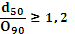 d₅₀/O₉₀ ≥ 1,2